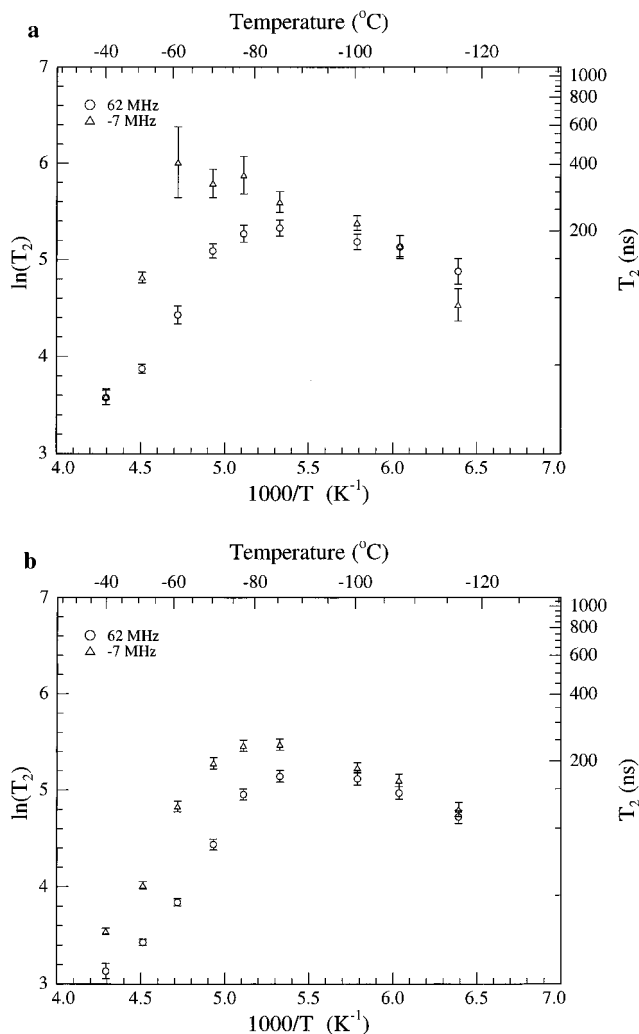 Temperature (°C)
a
-40 -60 -80 -100 -120
7
6
5
4
3
ln(T2)
62 MHz
-7 MHz
1000
800
600
400
200
T2 (ns)
4.0 4.5 5.0 5.5 6.0 6.5 7.0
1000/T (K-1)
b
Temperature (°C)
-40 -60 -80 -100 -120
7
6
5
4
3
ln(T2)
62 MHz
-7 MHz
1000
800
600
400
200
T2 (ns)
4.0 4.5 5.0 5.5 6.0 6.5 7.0
1000/T (K-1)